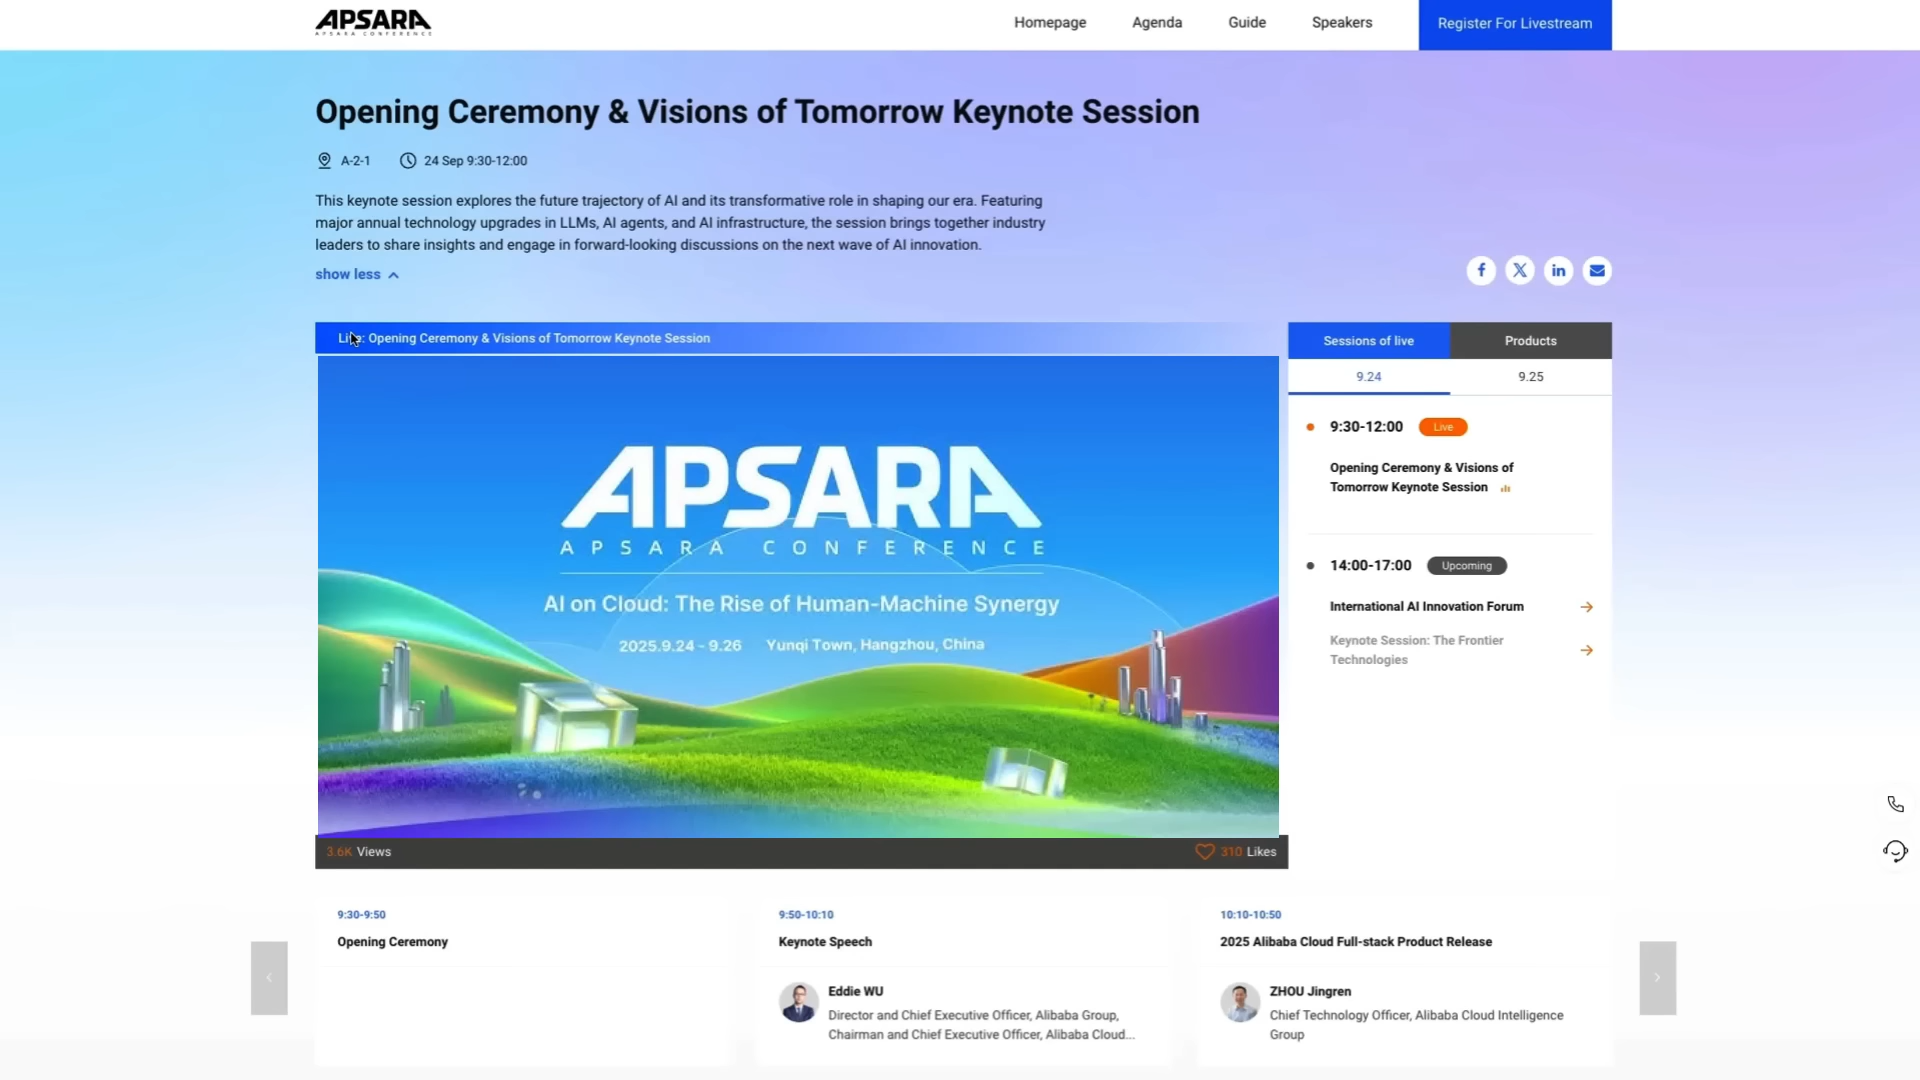 APSARA
APSARA CONFERENCE
Homepage
Agenda
Guide
Speakers
Register For Livestream
Opening Ceremony & Visions of Tomorrow Keynote Session
A-2-1
24 Sep 9:30-12:00
This keynote session explores the future trajectory of AI and its transformative role in shaping our era. Featuring
major annual technology upgrades in LLMs, AI agents, and AI infrastructure, the session brings together industry
leaders to share insights and engage in forward-looking discussions on the next wave of AI innovation.
show less
Live: Opening Ceremony & Visions of Tomorrow Keynote Session
APSARA
APSARA CONFERENCE
AI on Cloud: The Rise of Human-Machine Synergy
2025.9.24 - 9.26 Yunqi Town, Hangzhou, China
3.6K Views
310 Likes
Sessions of live
Products
9.24
9.25
9:30-12:00
Live
Opening Ceremony & Visions of
Tomorrow Keynote Session
14:00-17:00
Upcoming
International AI Innovation Forum
Keynote Session: The Frontier
Technologies
9:30-9:50
Opening Ceremony
9:50-10:10
Keynote Speech
Eddie WU
Director and Chief Executive Officer, Alibaba Group,
Chairman and Chief Executive Officer, Alibaba Cloud...
10:10-10:50
2025 Alibaba Cloud Full-stack Product Release
ZHOU Jingren
Chief Technology Officer, Alibaba Cloud Intelligence
Group